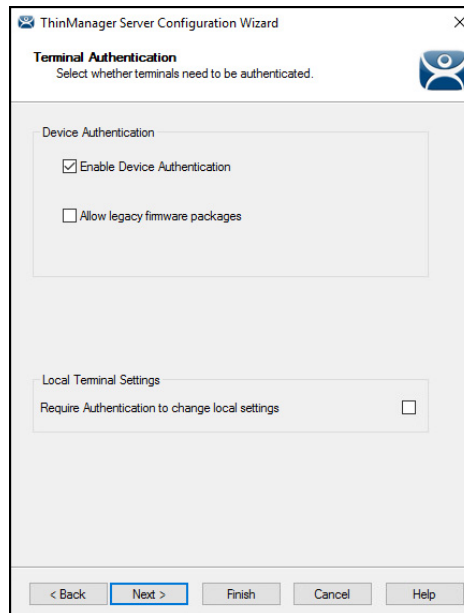 ThinManager Server Configuration Wizard
Terminal Authentication
Select whether terminals need to be authenticated.
Device Authentication
Enable Device Authentication
Allow legacy firmware packages
Local Terminal Settings
Require Authentication to change local settings
< Back Next > Finish Cancel Help